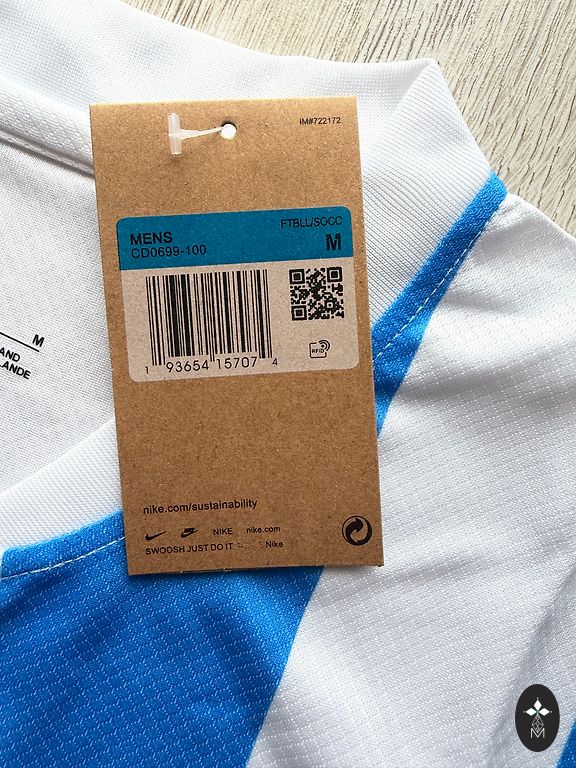 IM#722172
FTBLL/SOCC
MENS M
CD0699-100
RFID
1 93654 15707 4
M
AND
LANDE
nike.com/sustainability
NIKE nike.com
SWOOSH JUST DO IT Nike
M